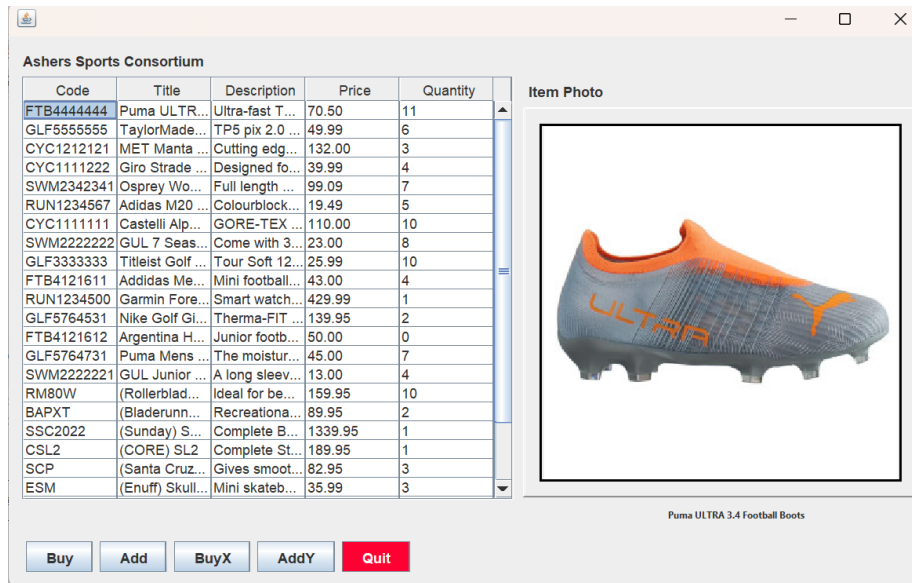 Ashers Sports Consortium
Code Title Description Price Quantity
FTB4444444 Puma ULTR... Ultra-fast T... 70.50 11
GLF5555555 TaylorMade... TP5 pix 2.0 ... 49.99 6
CYC1212121 MET Manta ... Cutting edg... 132.00 3
CYC1111222 Giro Strade ... Designed fo... 39.99 4
SWM2342341 Osprey Wo... Full length ... 99.09 7
RUN1234567 Adidas M20 ... Colourblock... 19.49 5
CYC1111111 Castelli Alp... GORE-TEX ... 110.00 10
SWM2222222 GUL 7 Seas... Come with 3... 23.00 8
GLF3333333 Titleist Golf ... Tour Soft 12... 25.99 10
FTB4121611 Addidas Me... Mini football... 43.00 4
RUN1234500 Garmin Fore... Smart watch... 429.99 1
GLF5764531 Nike Golf Gi... Therma-FIT ... 139.95 2
FTB4121612 Argentina H... Junior footb... 50.00 0
GLF5764731 Puma Mens ... The moistur... 45.00 7
SWM2222221 GUL Junior ... A long sleev... 13.00 4
RM80W (Rollerblad... Ideal for be... 159.95 10
BAPXT (Bladerunn... Recreationa... 89.95 2
SSC2022 (Sunday) S... Complete B... 1339.95 1
CSL2 (CORE) SL2 Complete St... 189.95 1
SCP (Santa Cruz... Gives smoot... 82.95 3
ESM (Enuff) Skull... Mini skateb... 35.99 3
Item Photo
ULTRA
Puma ULTRA 3.4 Football Boots
Buy Add BuyX AddY Quit